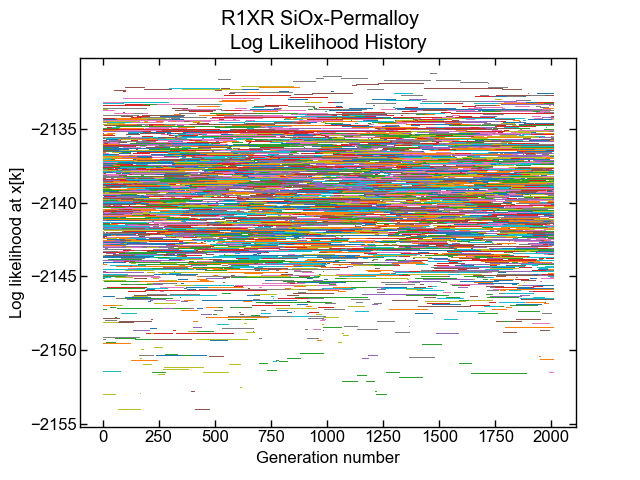 R1XR SiOx-Permalloy
Log Likelihood History
Log likelihood at x[k]
−2135
−2140
−2145
−2150
−2155
0 250 500 750 1000 1250 1500 1750 2000
Generation number